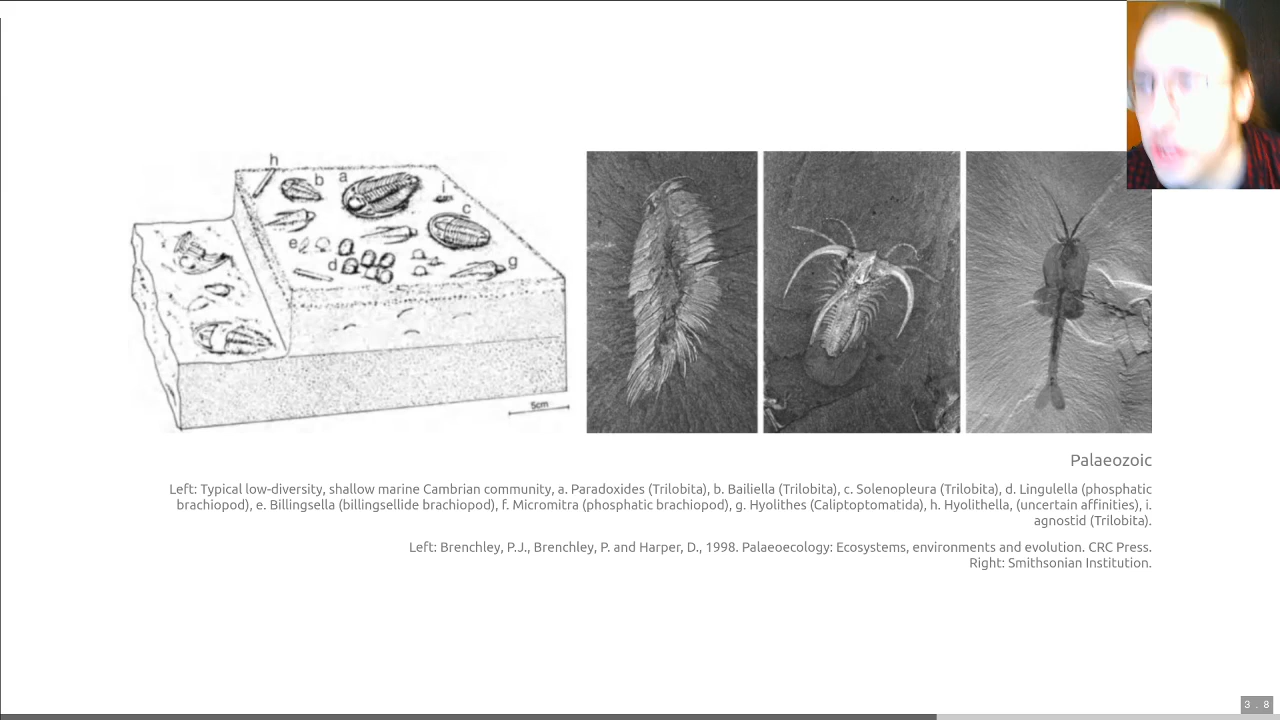 h
b
a
i
c
e
d
g
5cm
Palaeozoic
Left: Typical low-diversity, shallow marine Cambrian community, a. Paradoxides (Trilobita), b. Bailiella (Trilobita), c. Solenopleura (Trilobita), d. Lingulella (phosphatic
brachiopod), e. Billingsella (billingsellide brachiopod), f. Micromitra (phosphatic brachiopod), g. Hyolithes (Caliptoptomatida), h. Hyolithella, (uncertain affinities), i.
agnostid (Trilobita).
Left: Brenchley, P.J., Brenchley, P. and Harper, D., 1998. Palaeoecology: Ecosystems, environments and evolution. CRC Press.
Right: Smithsonian Institution.
3 . 8